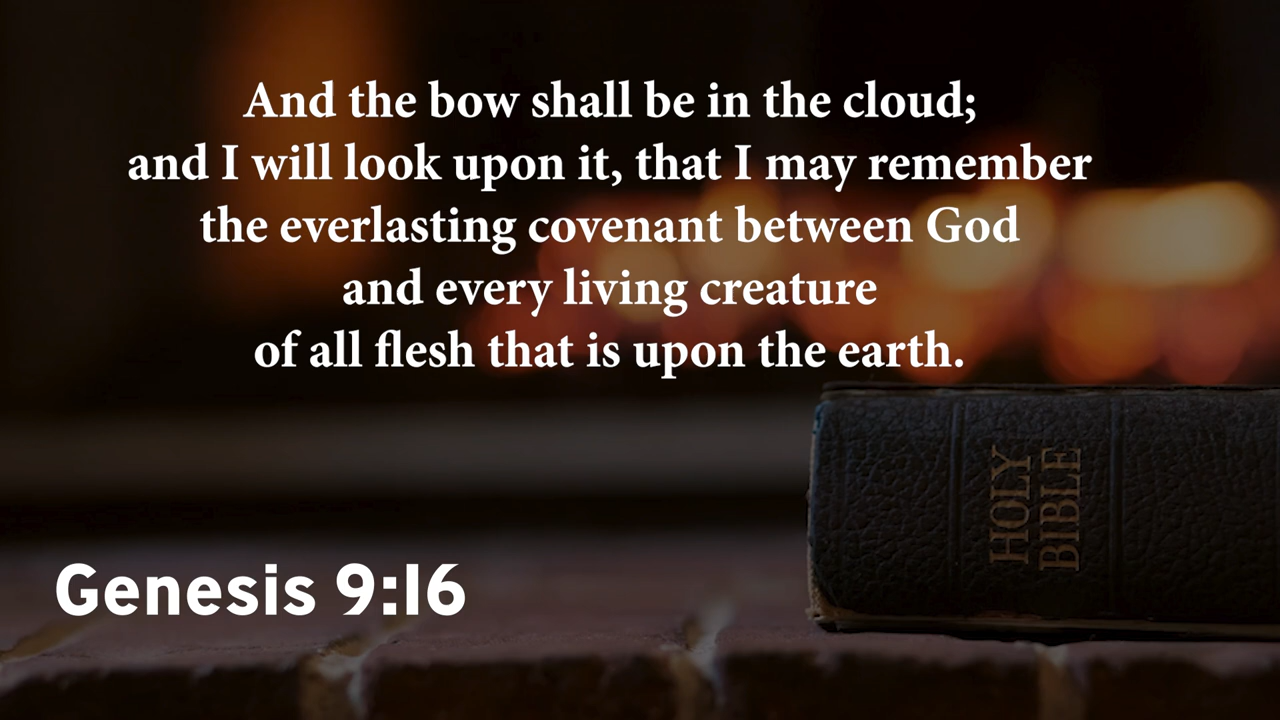 And the bow shall be in the cloud;
and I will look upon it, that I may remember
the everlasting covenant between God
and every living creature
of all flesh that is upon the earth.
HOLY
BIBLE
Genesis 9:16